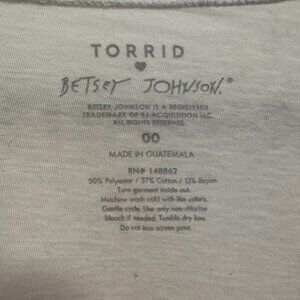 TORRID
BETSEY JOHNSON.®
BETSEY JOHNSON IS A REGISTERED
TRADEMARK OF BJ ACQUISITION LLC.
ALL RIGHTS RESERVED.
00
MADE IN GUATEMALA
RN# 148862
50% Polyester / 37% Cotton / 13% Rayon
Turn garment inside out.
Machine wash cold with like colors.
Gentle cycle. Use only non-chlorine
bleach if needed. Tumble dry low.
Do not iron screen print.